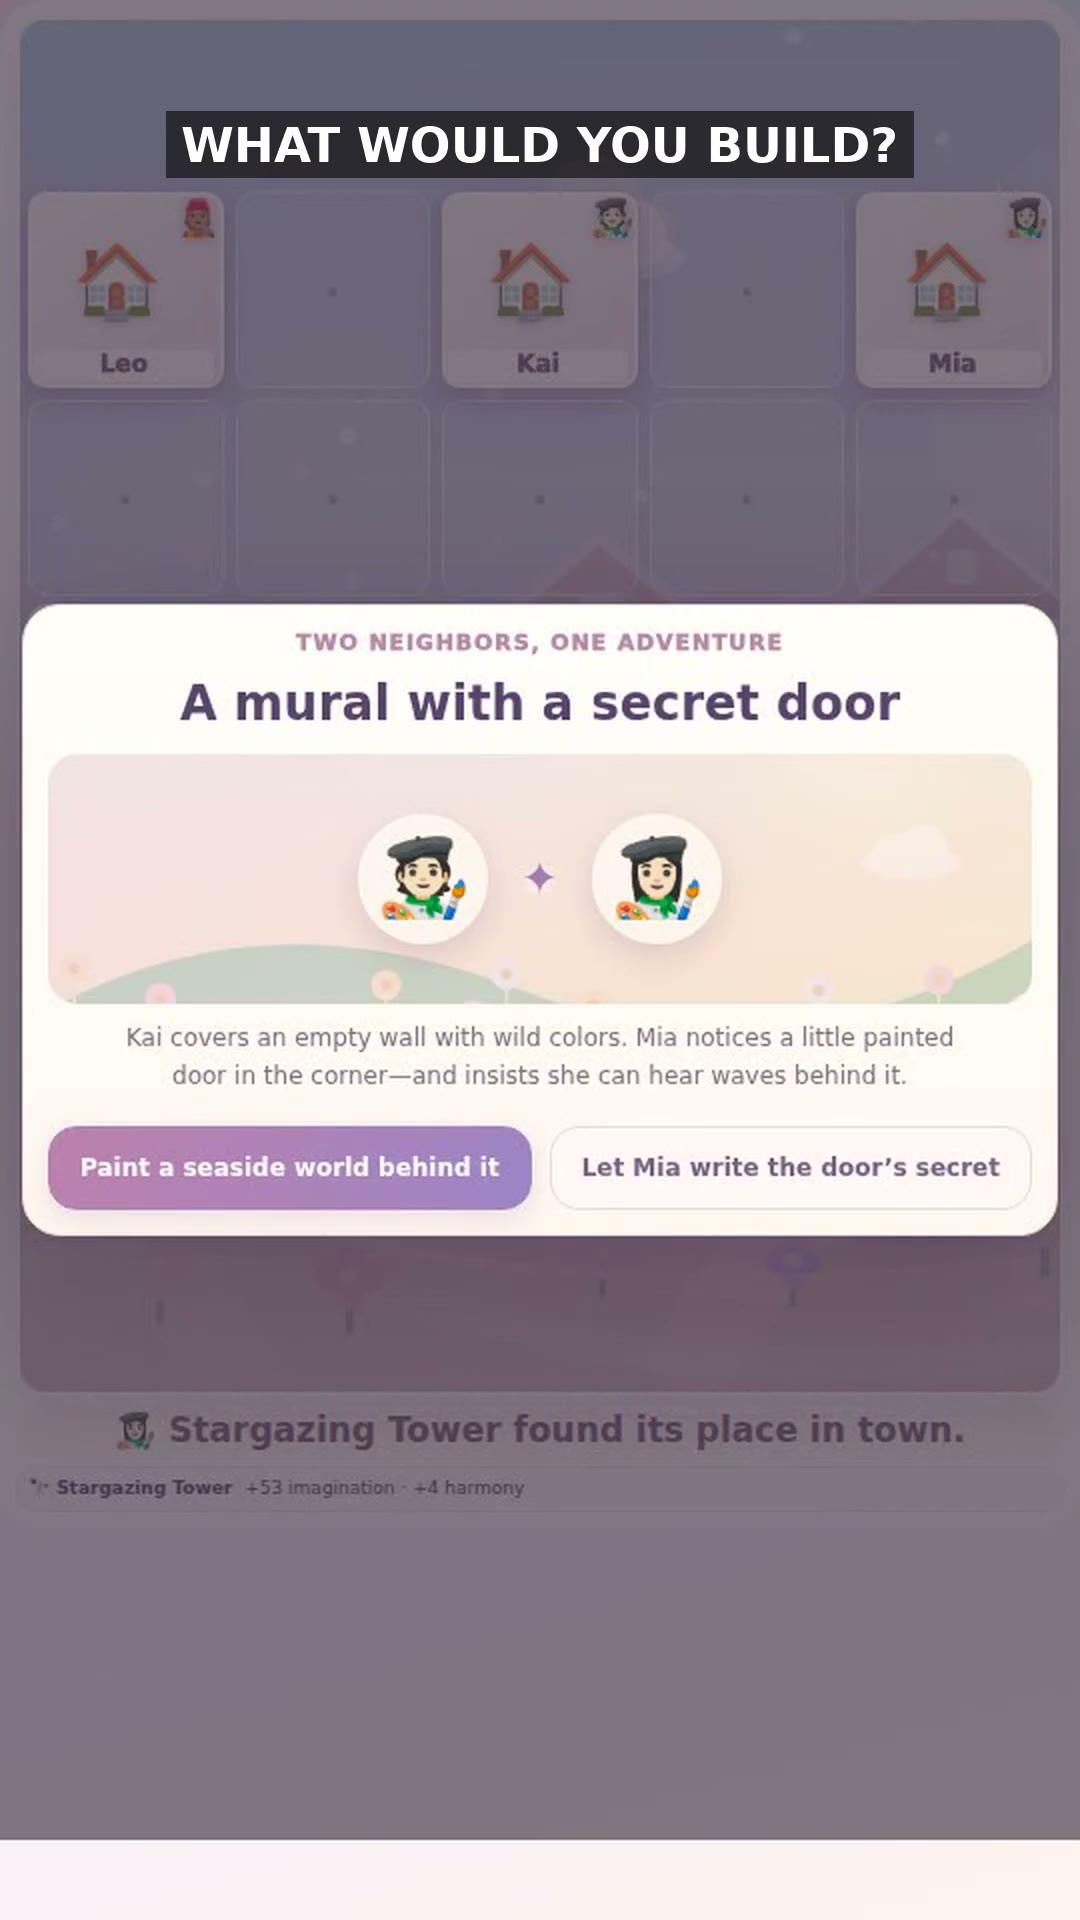 WHAT WOULD YOU BUILD?
Leo
Kai
Mia
TWO NEIGHBORS, ONE ADVENTURE
A mural with a secret door
Kai covers an empty wall with wild colors. Mia notices a little painted
door in the corner—and insists she can hear waves behind it.
Paint a seaside world behind it
Let Mia write the door’s secret
Stargazing Tower found its place in town.
Stargazing Tower +53 imagination · +4 harmony